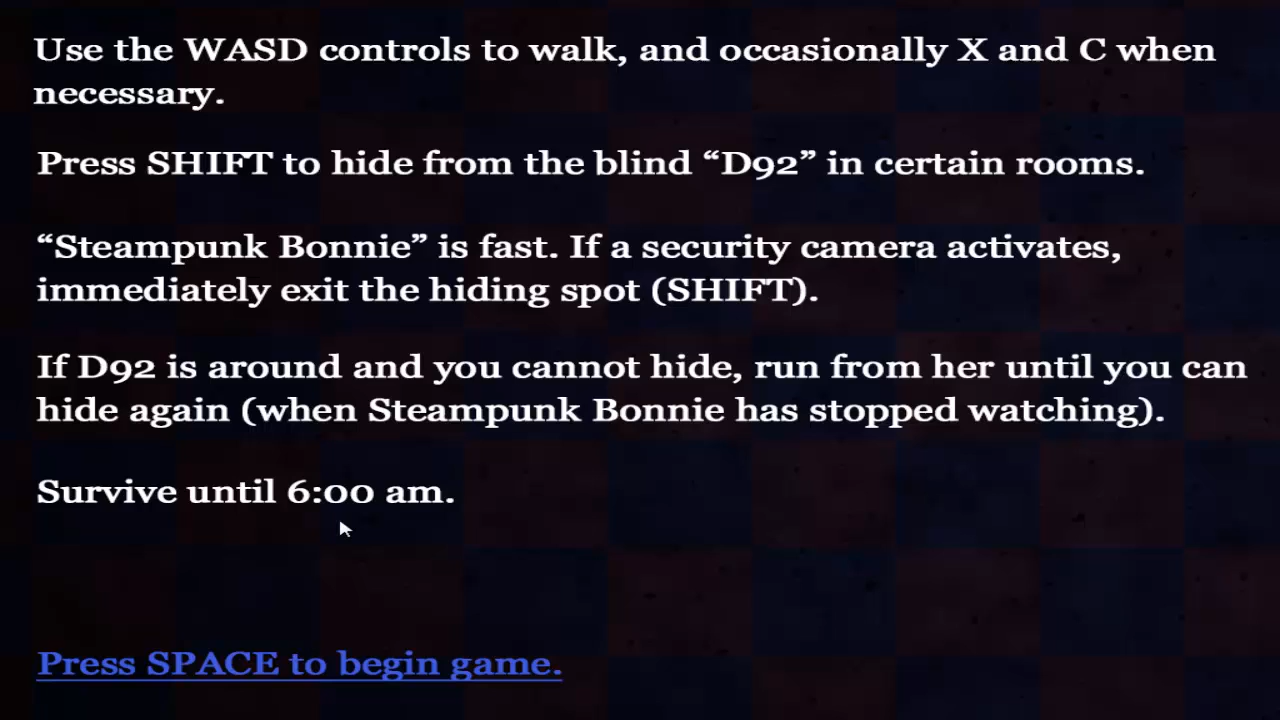 Use the WASD controls to walk, and occasionally X and C when
necessary.
Press SHIFT to hide from the blind “D92” in certain rooms.
“Steampunk Bonnie” is fast. If a security camera activates,
immediately exit the hiding spot (SHIFT).
If D92 is around and you cannot hide, run from her until you can
hide again (when Steampunk Bonnie has stopped watching).
Survive until 6:00 am.
Press SPACE to begin game.